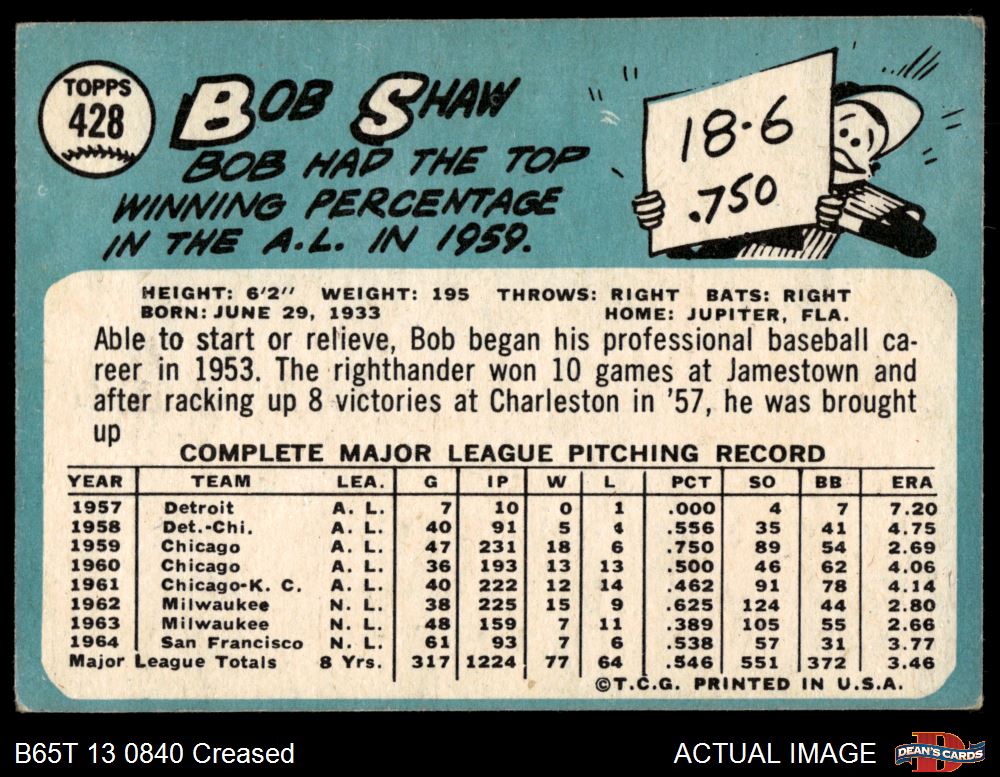 TOPPS
428
BOB SHAW
BOB HAD THE TOP
WINNING PERCENTAGE
IN THE A.L. IN 1959.
18-6
.750
HEIGHT: 6'2" WEIGHT: 195 THROWS: RIGHT BATS: RIGHT
BORN: JUNE 29, 1933 HOME: JUPITER, FLA.
Able to start or relieve, Bob began his professional baseball ca-
reer in 1953. The righthander won 10 games at Jamestown and
after racking up 8 victories at Charleston in '57, he was brought
up
COMPLETE MAJOR LEAGUE PITCHING RECORD
YEAR TEAM LEA. G IP W L PCT SO BB ERA
1957 Detroit A. L. 7 10 0 1 .000 4 7 7.20
1958 Det.-Chi. A. L. 40 91 5 4 .556 35 41 4.75
1959 Chicago A. L. 47 231 18 6 .750 89 54 2.69
1960 Chicago A. L. 36 193 13 13 .500 46 62 4.06
1961 Chicago-K. C. A. L. 40 222 12 14 .462 91 78 4.14
1962 Milwaukee N. L. 38 225 15 9 .625 124 44 2.80
1963 Milwaukee N. L. 48 159 7 11 .389 105 55 2.66
1964 San Francisco N. L. 61 93 7 6 .538 57 31 3.77
Major League Totals 8 Yrs. 317 1224 77 64 .546 551 372 3.46
©T.C.G. PRINTED IN U.S.A.
B65T 13 0840 Creased
ACTUAL IMAGE
D
DEAN'S CARDS